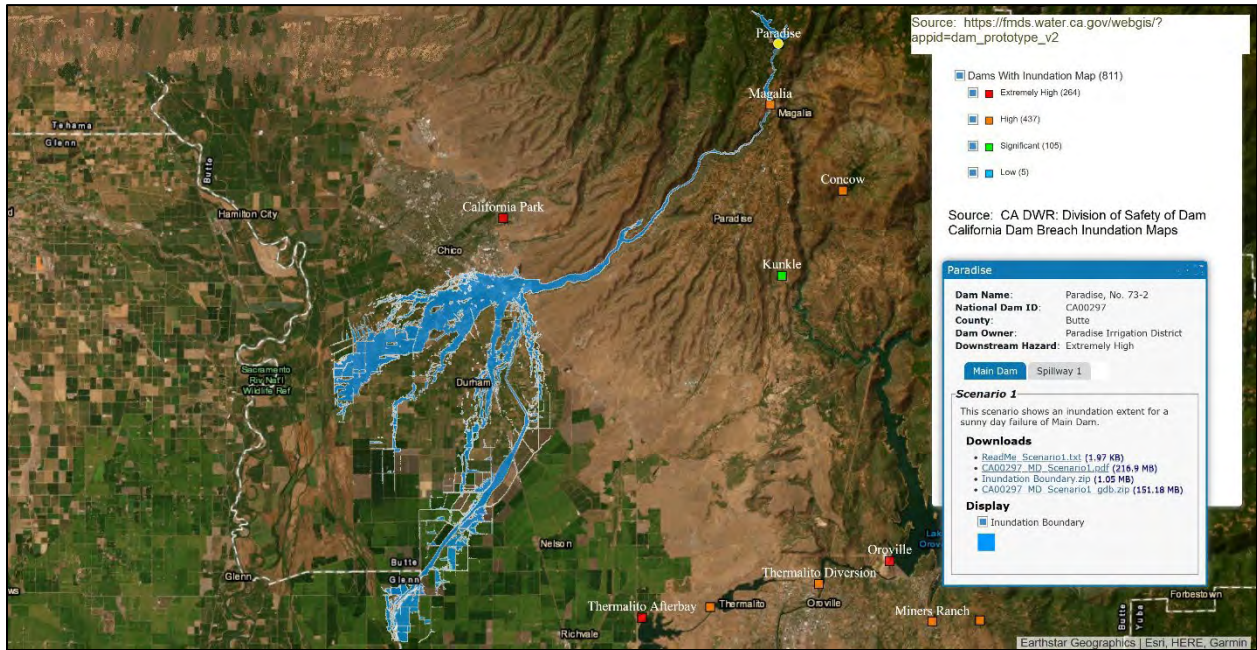 Source: https://fmds.water.ca.gov/webgis/?
appid=dam_prototype_v2
Dams With Inundation Map (811)
Extremely High (264)
High (437)
Significant (105)
Low (5)
Source: CA DWR: Division of Safety of Dam
California Dam Breach Inundation Maps
Paradise
Dam Name: Paradise, No. 73-2
National Dam ID: CA00297
County: Butte
Dam Owner: Paradise Irrigation District
Downstream Hazard: Extremely High
Main Dam
Spillway 1
Scenario 1
This scenario shows an inundation extent for a
sunny day failure of Main Dam.
Downloads
• ReadMe_Scenario1.txt (1.97 KB)
• CA00297_MD_Scenario1.pdf (216.9 MB)
• Inundation Boundary.zip (1.05 MB)
• CA00297_MD_Scenario1_gdb.zip (151.18 MB)
Display
Inundation Boundary
Paradise
Magalia
Magalia
Tehama
Glenn
Butte
Concow
Hamilton City
California Park
Paradise
Chico
Kunkle
Sacramento
Riv Nat'l
Wildlife Ref
Durham
Nelson
Butte
Glenn
Glenn
Oroville
Thermalito Diversion
Thermalito Afterbay
Thermalito
Oroville
Miners Ranch
Richvale
Forbestown
Butte
Yuba
Earthstar Geographics | Esri, HERE, Garmin